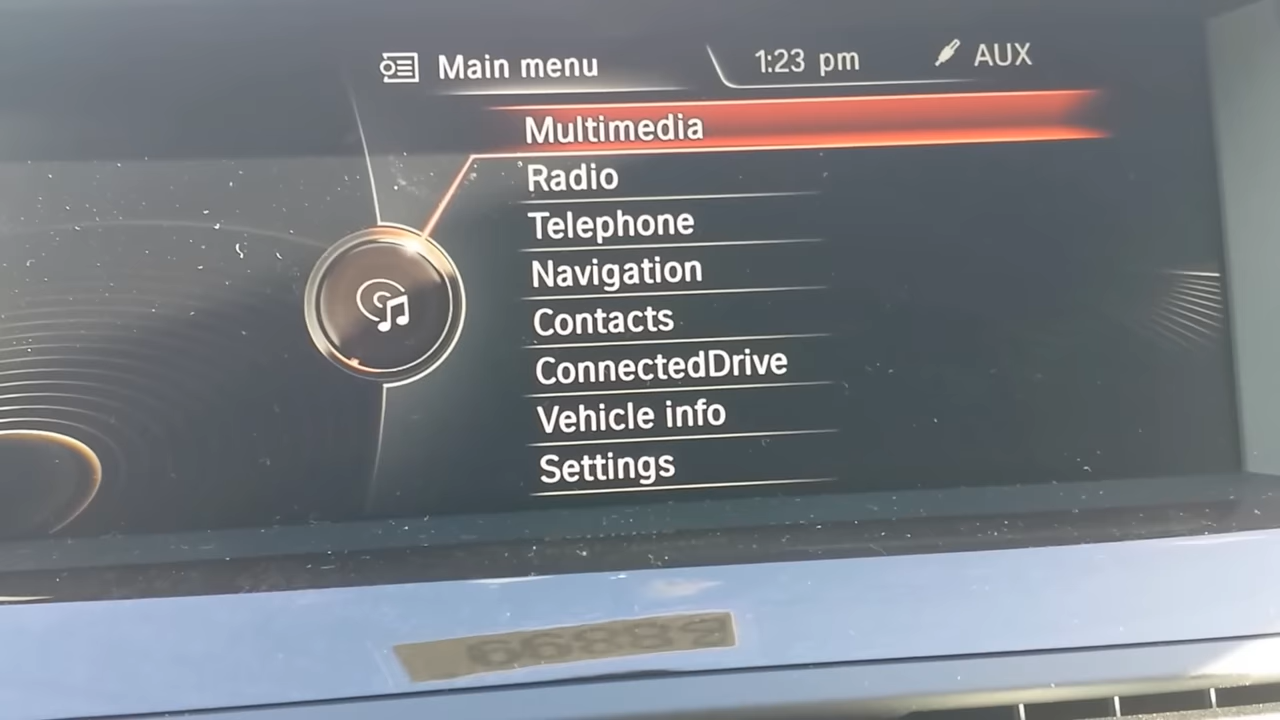 Main menu
1:23 pm
AUX
Multimedia
Radio
Telephone
Navigation
Contacts
ConnectedDrive
Vehicle info
Settings